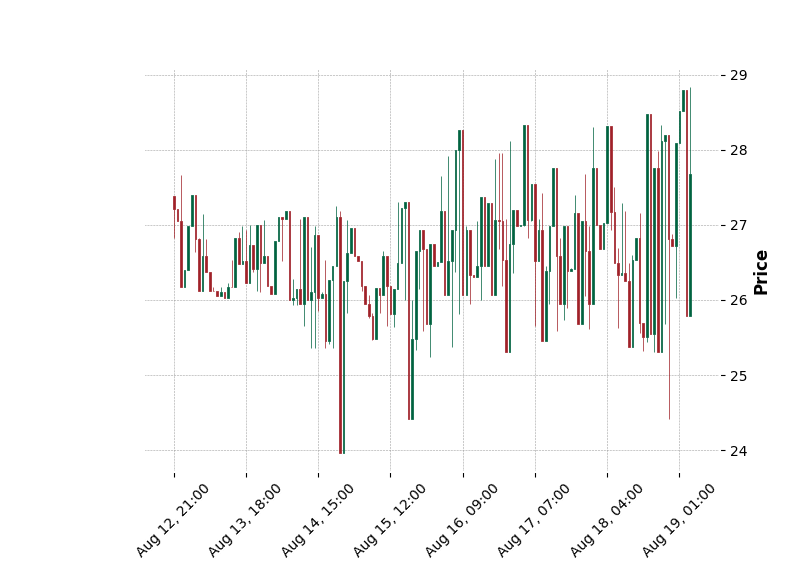 29
28
27
26
25
24
Price
Aug 12, 21:00
Aug 13, 18:00
Aug 14, 15:00
Aug 15, 12:00
Aug 16, 09:00
Aug 17, 07:00
Aug 18, 04:00
Aug 19, 01:00